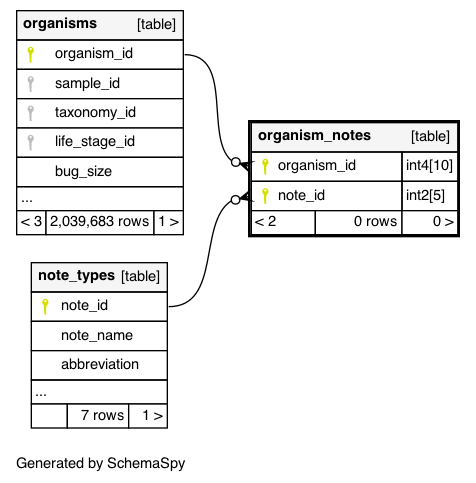 organisms [table]
organism_id
sample_id
taxonomy_id
life_stage_id
bug_size
...
< 3 2,039,683 rows 1 >
organism_notes [table]
organism_id int4[10]
note_id int2[5]
< 2 0 rows 0 >
note_types [table]
note_id
note_name
abbreviation
...
7 rows 1 >
Generated by SchemaSpy